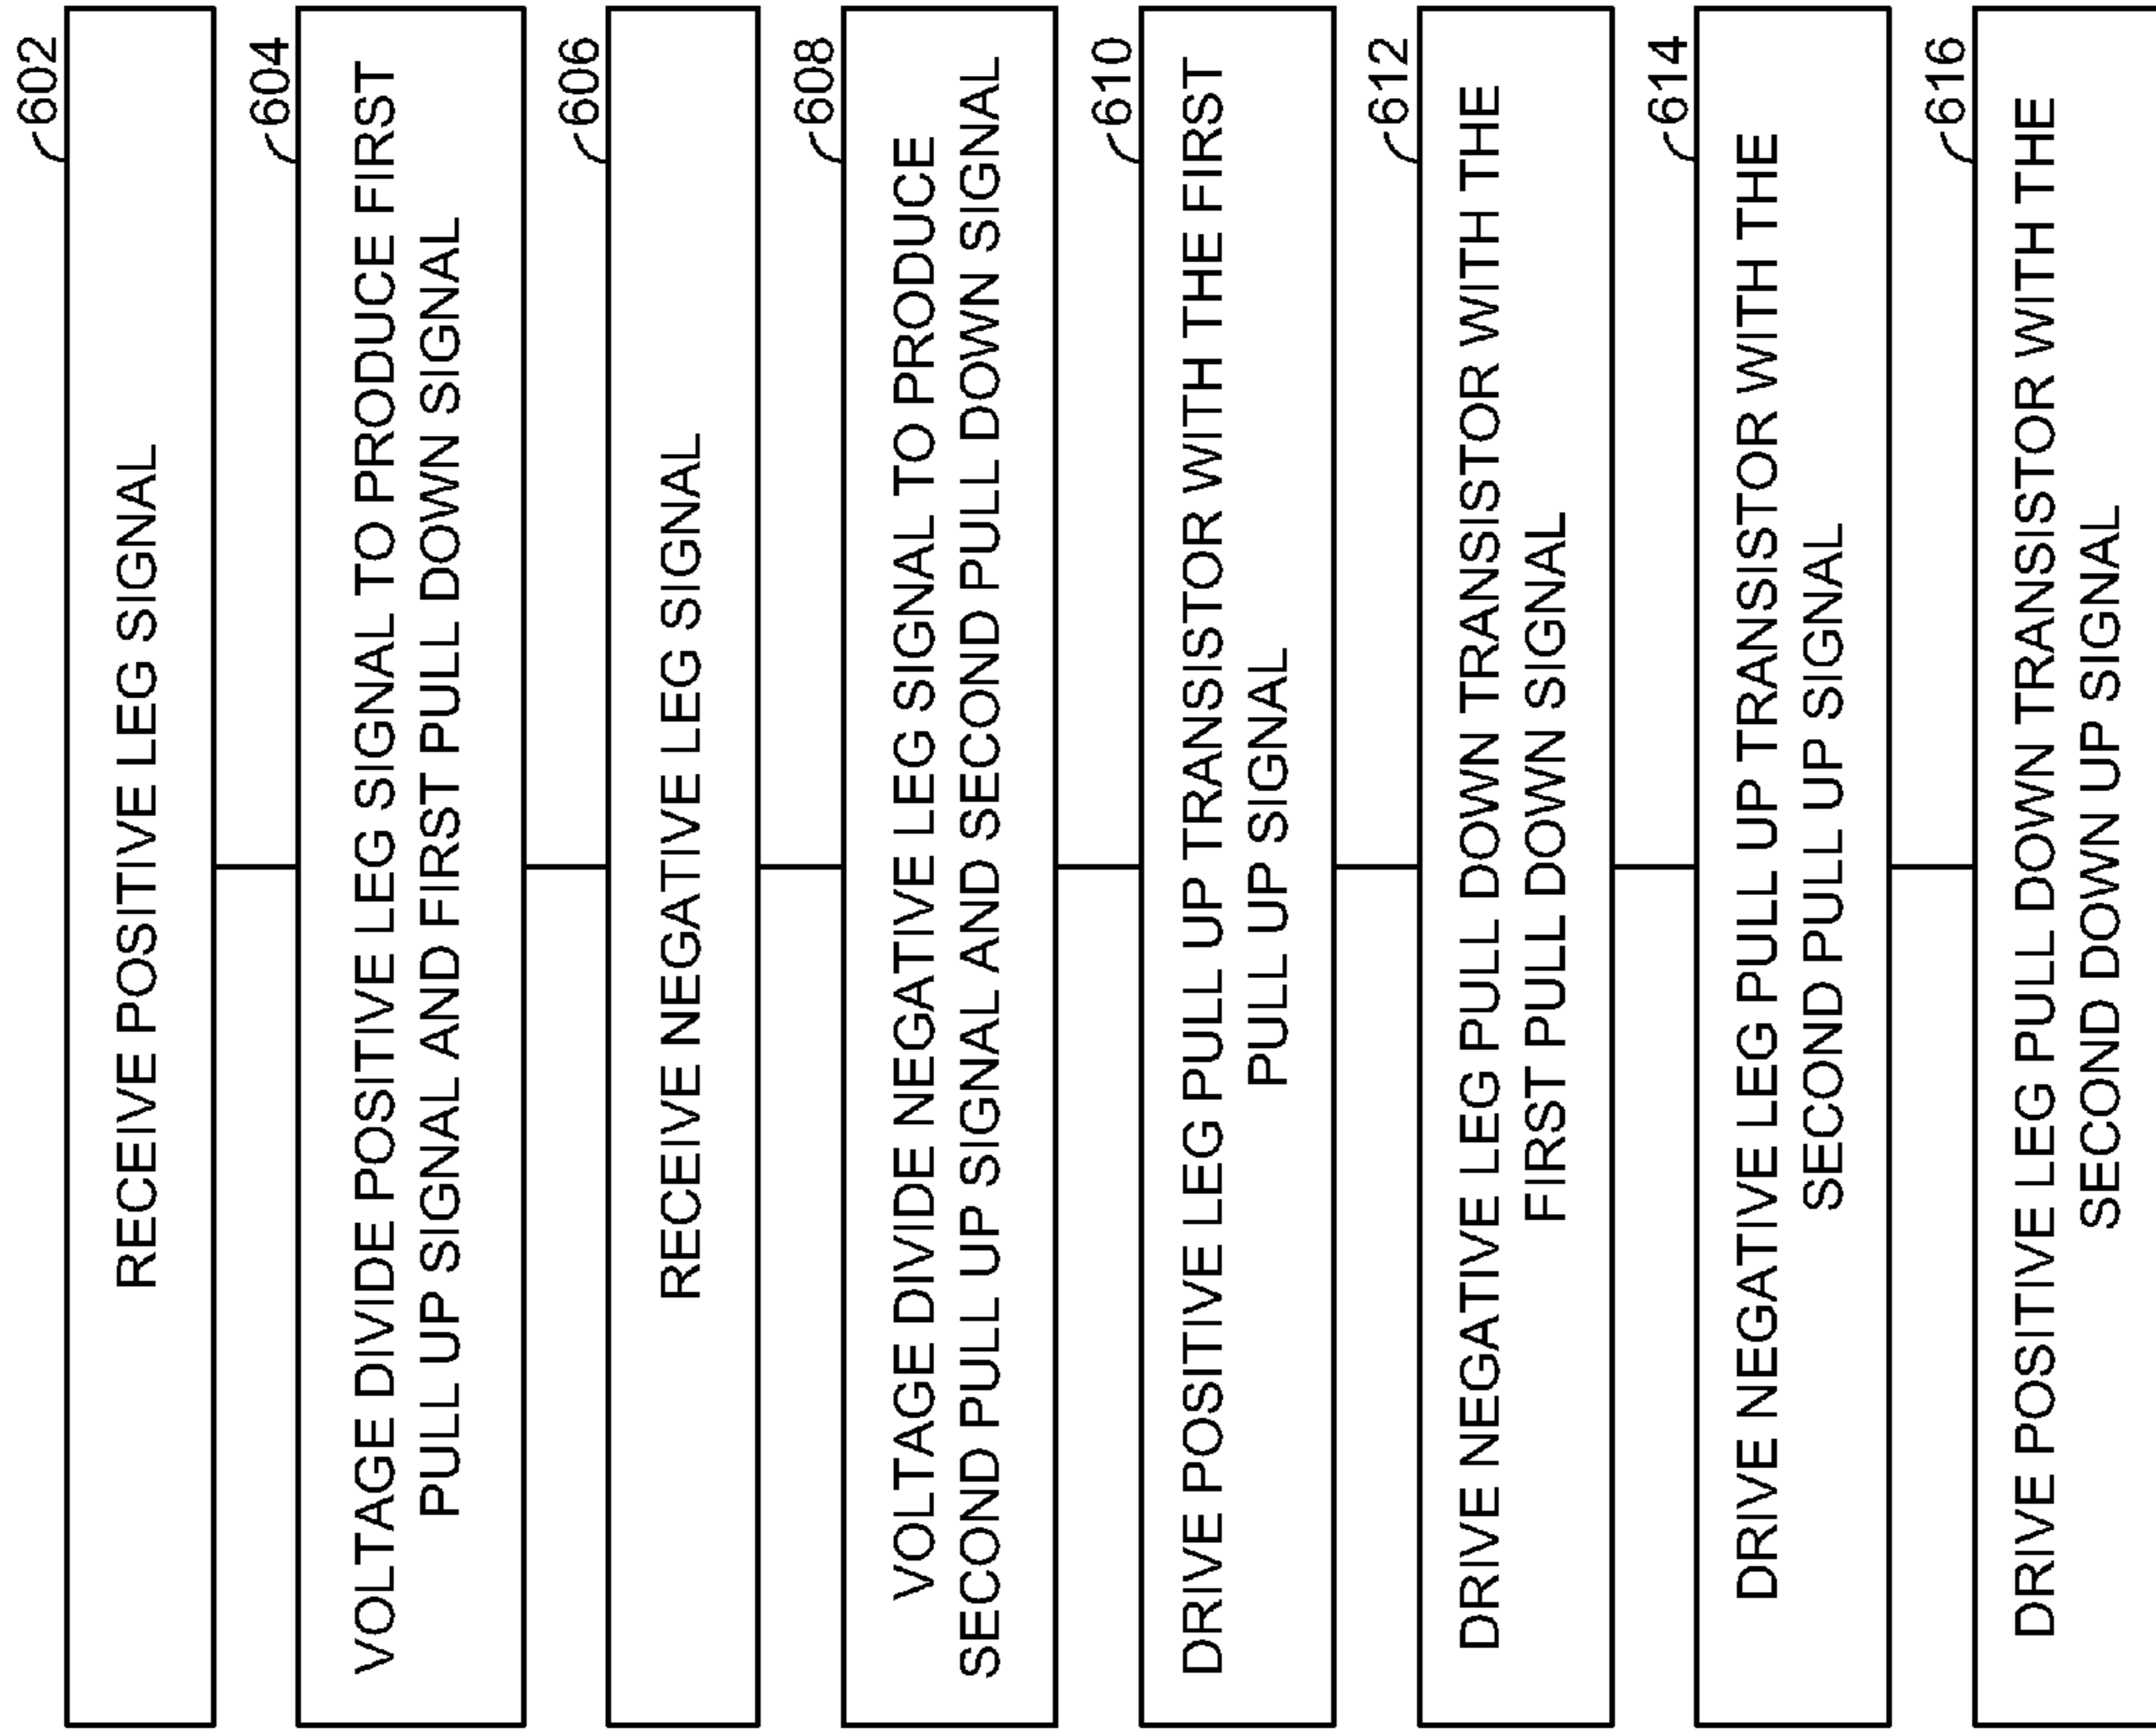 602
RECEIVE POSITIVE LEG SIGNAL
604
VOLTAGE DIVIDE POSITIVE LEG SIGNAL TO PRODUCE FIRST
PULL UP SIGNAL AND FIRST PULL DOWN SIGNAL
606
RECEIVE NEGATIVE LEG SIGNAL
608
VOLTAGE DIVIDE NEGATIVE LEG SIGNAL TO PRODUCE
SECOND PULL UP SIGNAL AND SECOND PULL DOWN SIGNAL
610
DRIVE POSITIVE LEG PULL UP TRANSISTOR WITH THE FIRST
PULL UP SIGNAL
612
DRIVE NEGATIVE LEG PULL DOWN TRANSISTOR WITH THE
FIRST PULL DOWN SIGNAL
614
DRIVE NEGATIVE LEG PULL UP TRANSISTOR WITH THE
SECOND PULL UP SIGNAL
616
DRIVE POSITIVE LEG PULL DOWN TRANSISTOR WITH THE
SECOND DOWN UP SIGNAL